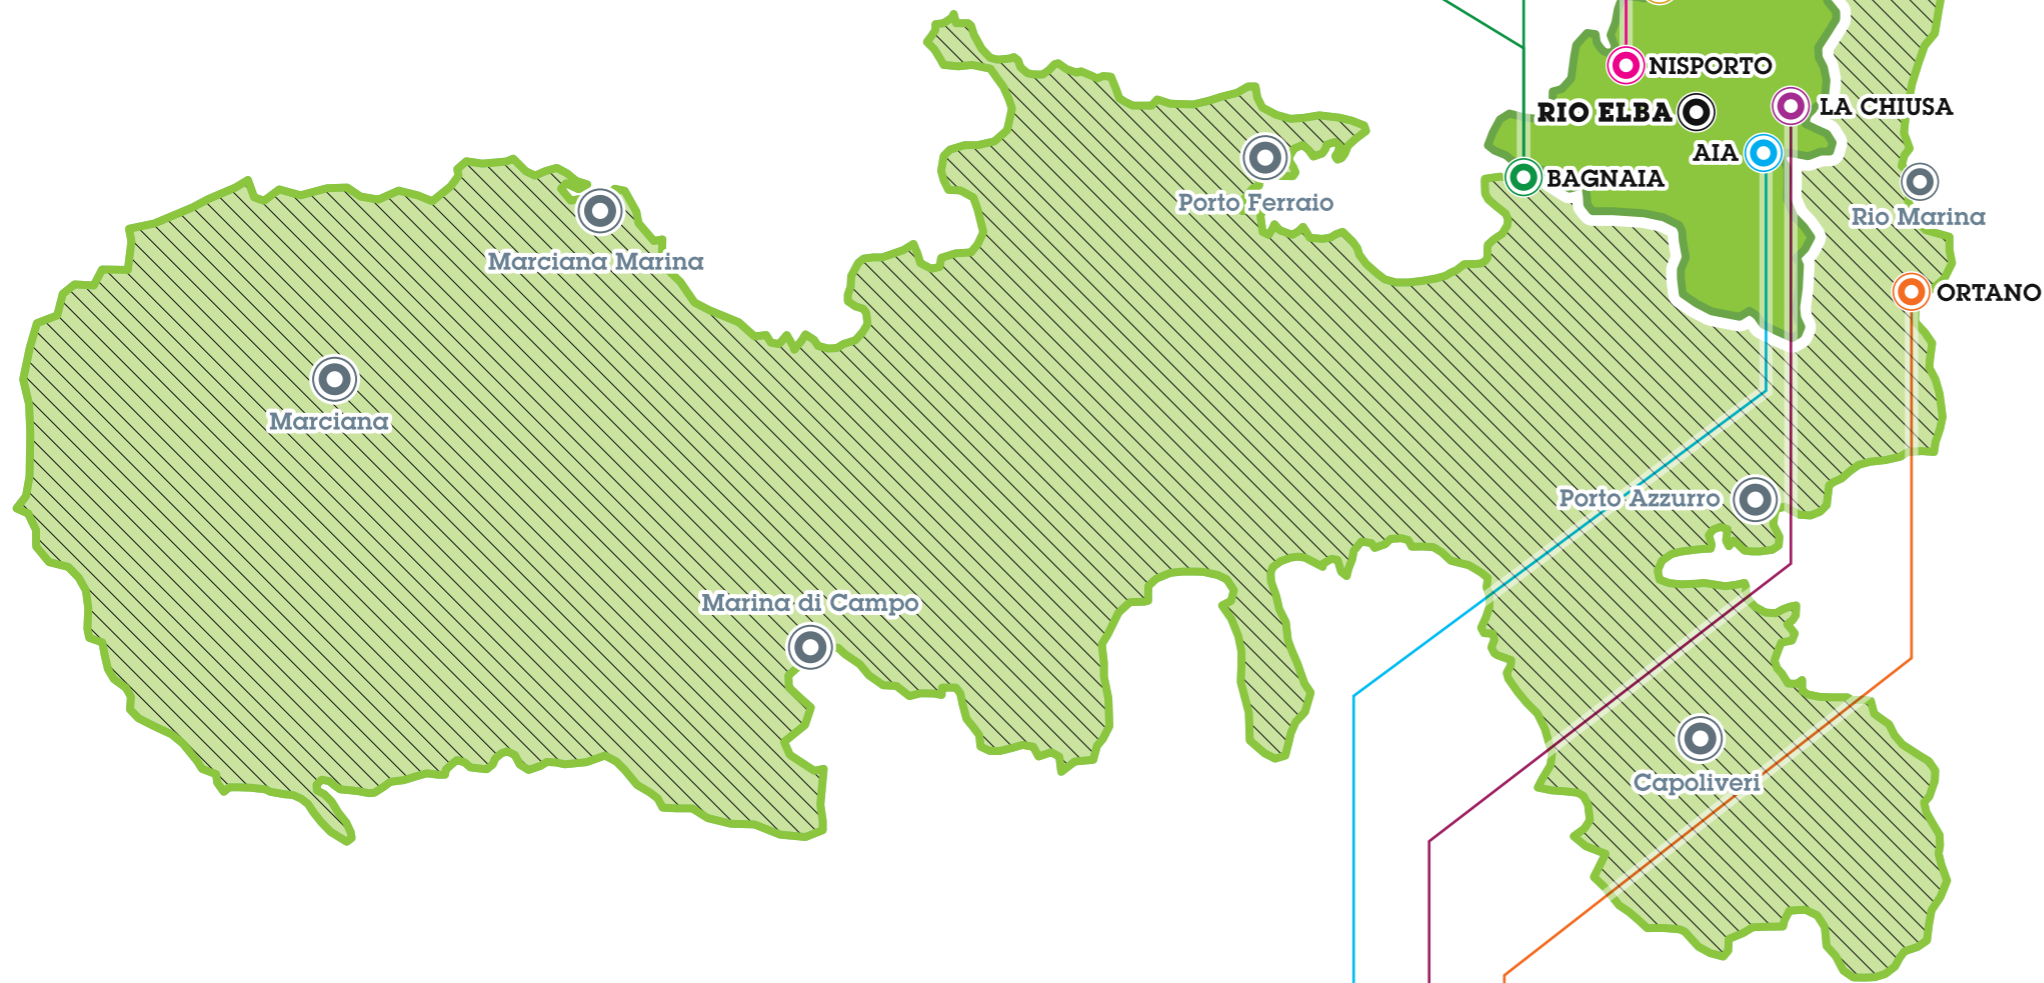 NISPORTO
RIO ELBA
LA CHIUSA
AIA
BAGNAIA
Porto Ferraio
Rio Marina
Marciana Marina
ORTANO
Marciana
Porto Azzurro
Marina di Campo
Capoliveri